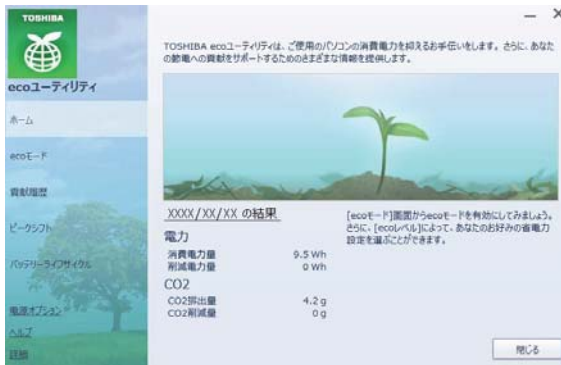 TOSHIBA
ecoユーティリティ
ホーム
ecoモード
貢献履歴
ピークシフト
バッテリーライフサイクル
電源オプション
ヘルプ
詳細
TOSHIBA ecoユーティリティは、ご使用のパソコンの消費電力を抑えるお手伝いをします。さらに、あなた
の節電への貢献をサポートするためのさまざまな情報を提供します。
XXXX/XX/XX の結果
電力
消費電力量 9.5 Wh
削減電力量 0 Wh
CO2
CO2排出量 4.2 g
CO2削減量 0 g
[ecoモード]画面からecoモードを有効にしてみましょう。
さらに、[ecoレベル]によって、あなたのお好みの省電力
設定を選ぶことができます。
閉じる